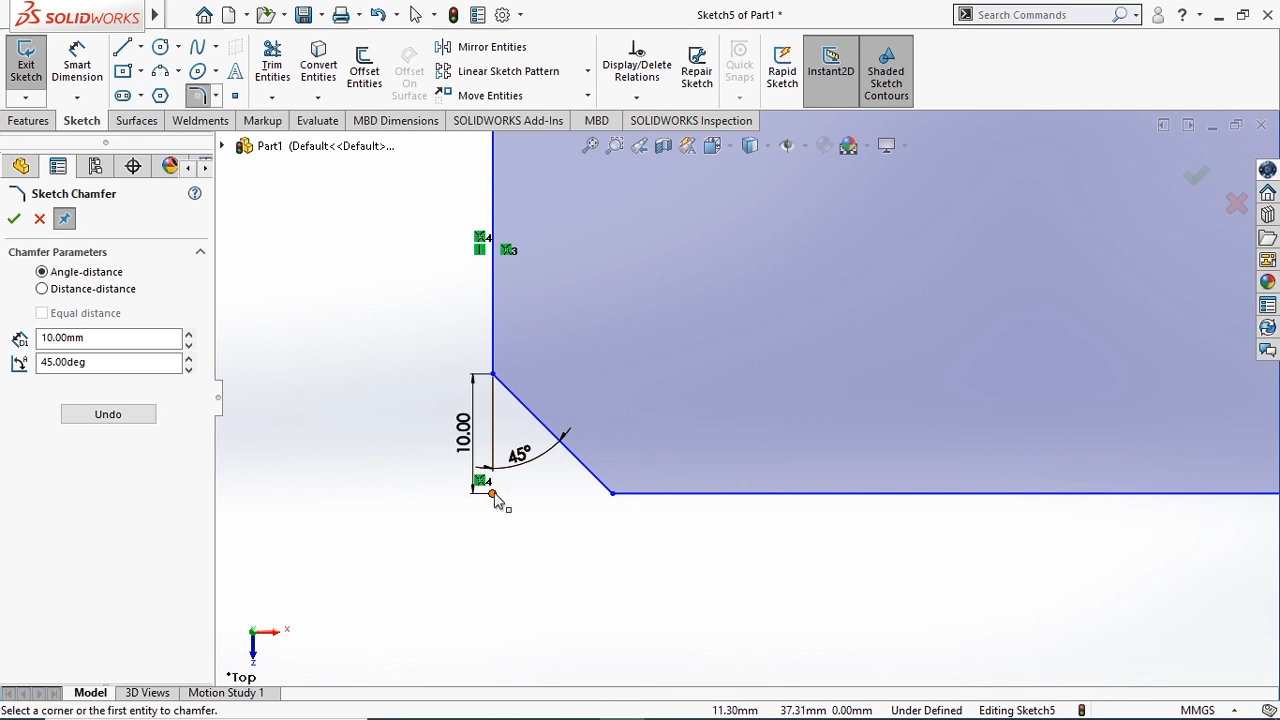 SOLIDWORKS
Sketch5 of Part1 *
Search Commands
?
Exit
Sketch
Smart
Dimension
Trim
Entities
Convert
Entities
Offset
Entities
Offset
On
Surface
Mirror Entities
Linear Sketch Pattern
Move Entities
Display/Delete
Relations
Repair
Sketch
Quick
Snaps
Rapid
Sketch
Instant2D
Shaded
Sketch
Contours
Features
Sketch
Surfaces
Weldments
Markup
Evaluate
MBD Dimensions
SOLIDWORKS Add-Ins
MBD
SOLIDWORKS Inspection
Part1 (Default<<Default>...
Sketch Chamfer
Chamfer Parameters
Angle-distance
Distance-distance
Equal distance
10.00mm
45.00deg
Undo
4
3
10.00
45°
4
x
z
*Top
Model
3D Views
Motion Study 1
Select a corner or the first entity to chamfer.
11.30mm
37.31mm
0.00mm
Under Defined
Editing Sketch5
MMGS